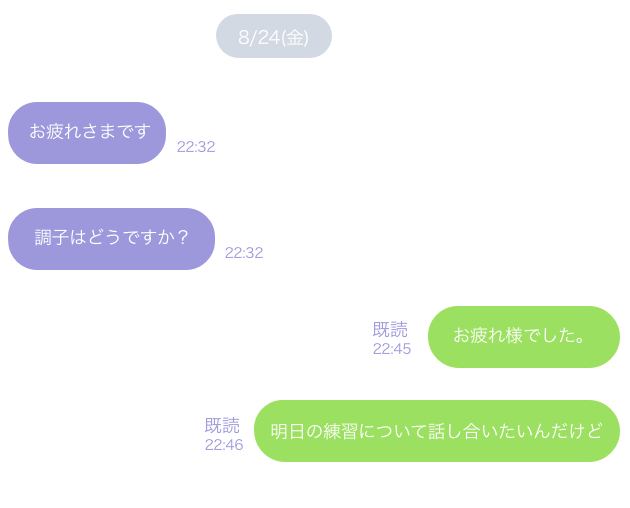 8/24(金)
お疲れさまです
22:32
調子はどうですか？
22:32
既読
22:45
お疲れ様でした。
既読
22:46
明日の練習について話し合いたいんだけど